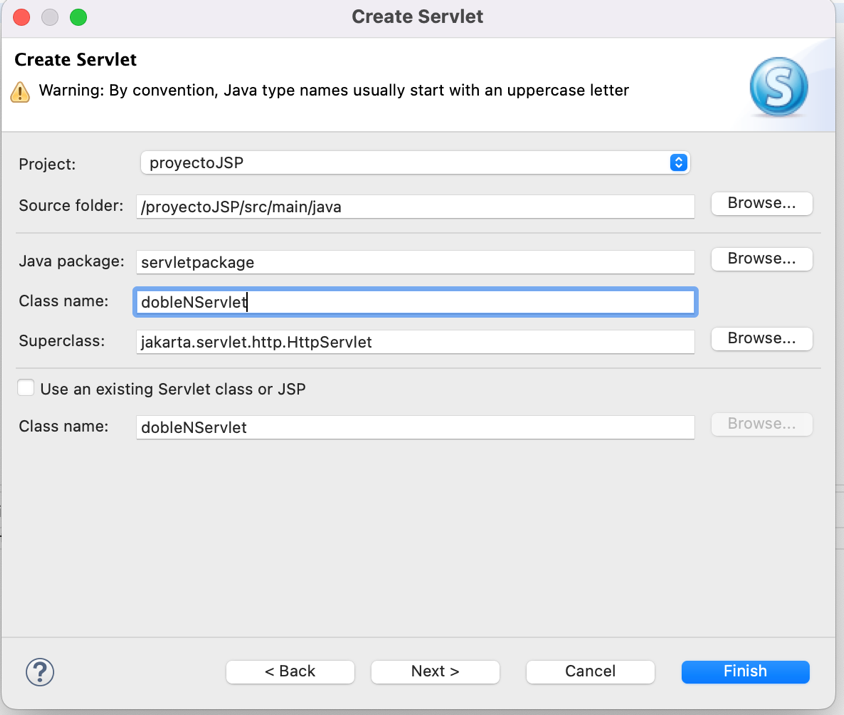 Create Servlet
Create Servlet
Warning: By convention, Java type names usually start with an uppercase letter
S
Project: proyectoJSP
Source folder: /proyectoJSP/src/main/java Browse...
Java package: servletpackage Browse...
Class name: dobleNServlet
Superclass: jakarta.servlet.http.HttpServlet Browse...
Use an existing Servlet class or JSP
Class name: dobleNServlet Browse...
? < Back Next > Cancel Finish